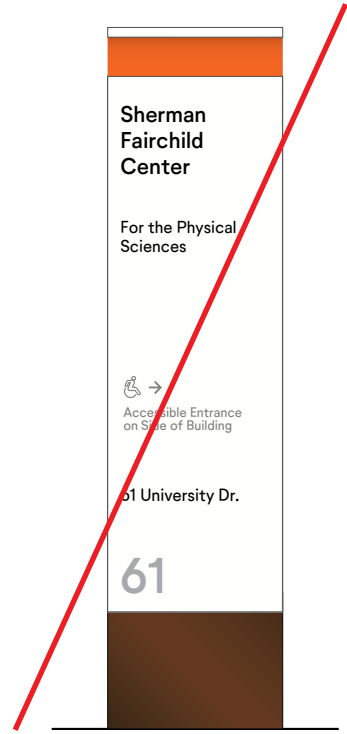 Sherman
Fairchild
Center
For the Physical
Sciences
Accessible Entrance
on Side of Building
61 University Dr.
61